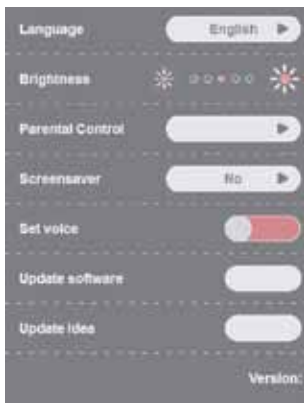 Language English
Brightness
Parental Control
Screensaver No
Set voice
Update software
Update idea
Version: